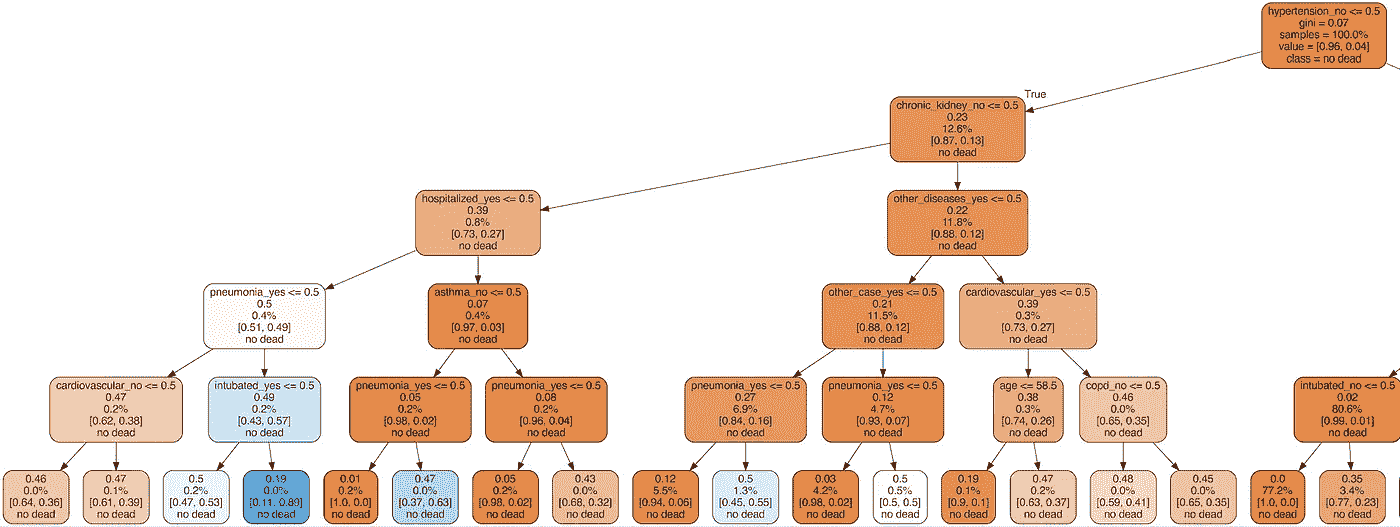 hypertension_no <= 0.5
gini = 0.07
samples = 100.0%
value = [0.96, 0.04]
class = no dead
True
chronic_kidney_no <= 0.5
0.23
12.6%
[0.87, 0.13]
no dead
hospitalized_yes <= 0.5
0.39
0.8%
[0.73, 0.27]
no dead
other_diseases_yes <= 0.5
0.22
11.8%
[0.88, 0.12]
no dead
pneumonia_yes <= 0.5
0.5
0.4%
[0.51, 0.49]
no dead
asthma_no <= 0.5
0.07
0.4%
[0.97, 0.03]
no dead
other_case_yes <= 0.5
0.21
11.5%
[0.88, 0.12]
no dead
cardiovascular_yes <= 0.5
0.39
0.3%
[0.73, 0.27]
no dead
cardiovascular_no <= 0.5
0.47
0.2%
[0.62, 0.38]
no dead
intubated_yes <= 0.5
0.49
0.2%
[0.43, 0.57]
no dead
pneumonia_yes <= 0.5
0.05
0.2%
[0.98, 0.02]
no dead
pneumonia_yes <= 0.5
0.08
0.2%
[0.96, 0.04]
no dead
pneumonia_yes <= 0.5
0.27
6.9%
[0.84, 0.16]
no dead
pneumonia_yes <= 0.5
0.12
4.7%
[0.93, 0.07]
no dead
age <= 58.5
0.38
0.3%
[0.74, 0.26]
no dead
copd_no <= 0.5
0.46
0.0%
[0.65, 0.35]
no dead
intubated_no <= 0.5
0.02
80.6%
[0.99, 0.01]
no dead
0.46
0.0%
[0.64, 0.36]
no dead
0.47
0.1%
[0.61, 0.39]
no dead
0.5
0.2%
[0.47, 0.53]
no dead
0.19
0.0%
[0.11, 0.89]
no dead
0.01
0.2%
[1.0, 0.0]
no dead
0.47
0.0%
[0.37, 0.63]
no dead
0.05
0.2%
[0.98, 0.02]
no dead
0.43
0.0%
[0.68, 0.32]
no dead
0.12
5.5%
[0.94, 0.06]
no dead
0.5
1.3%
[0.45, 0.55]
no dead
0.03
4.2%
[0.98, 0.02]
no dead
0.5
0.5%
[0.5, 0.5]
no dead
0.19
0.1%
[0.9, 0.1]
no dead
0.47
0.2%
[0.63, 0.37]
no dead
0.48
0.0%
[0.59, 0.41]
no dead
0.45
0.0%
[0.65, 0.35]
no dead
0.0
77.2%
[1.0, 0.0]
no dead
0.35
3.4%
[0.77, 0.23]
no dead